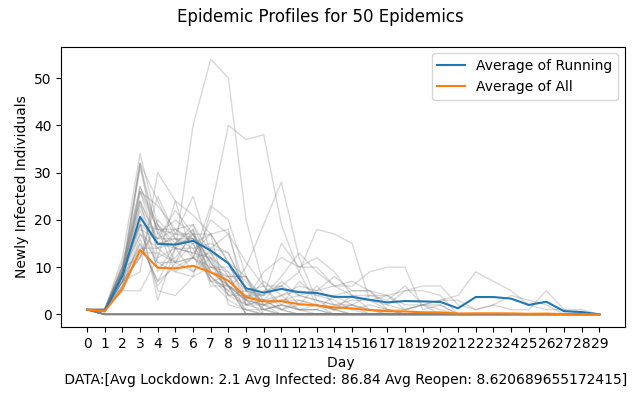 Epidemic Profiles for 50 Epidemics
Average of Running
Average of All
Newly Infected Individuals
50
40
30
20
10
0
0 1 2 3 4 5 6 7 8 9 10 11 12 13 14 15 16 17 18 19 20 21 22 23 24 25 26 27 28 29
Day
DATA:[Avg Lockdown: 2.1 Avg Infected: 86.84 Avg Reopen: 8.620689655172415]